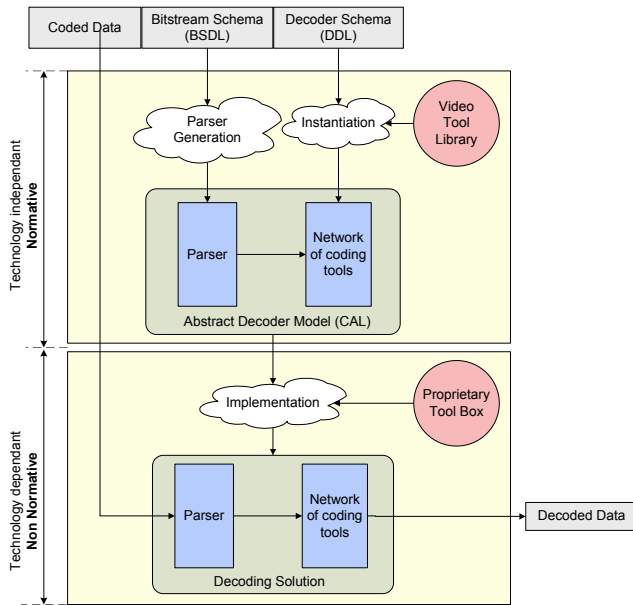 Coded Data
Bitstream Schema
(BSDL)
Decoder Schema
(DDL)
Technology independant
Normative
Parser
Generation
Instantiation
Video
Tool
Library
Parser
Network
of coding
tools
Abstract Decoder Model (CAL)
Technology dependant
Non Normative
Implementation
Proprietary
Tool Box
Parser
Network
of coding
tools
Decoding Solution
Decoded Data